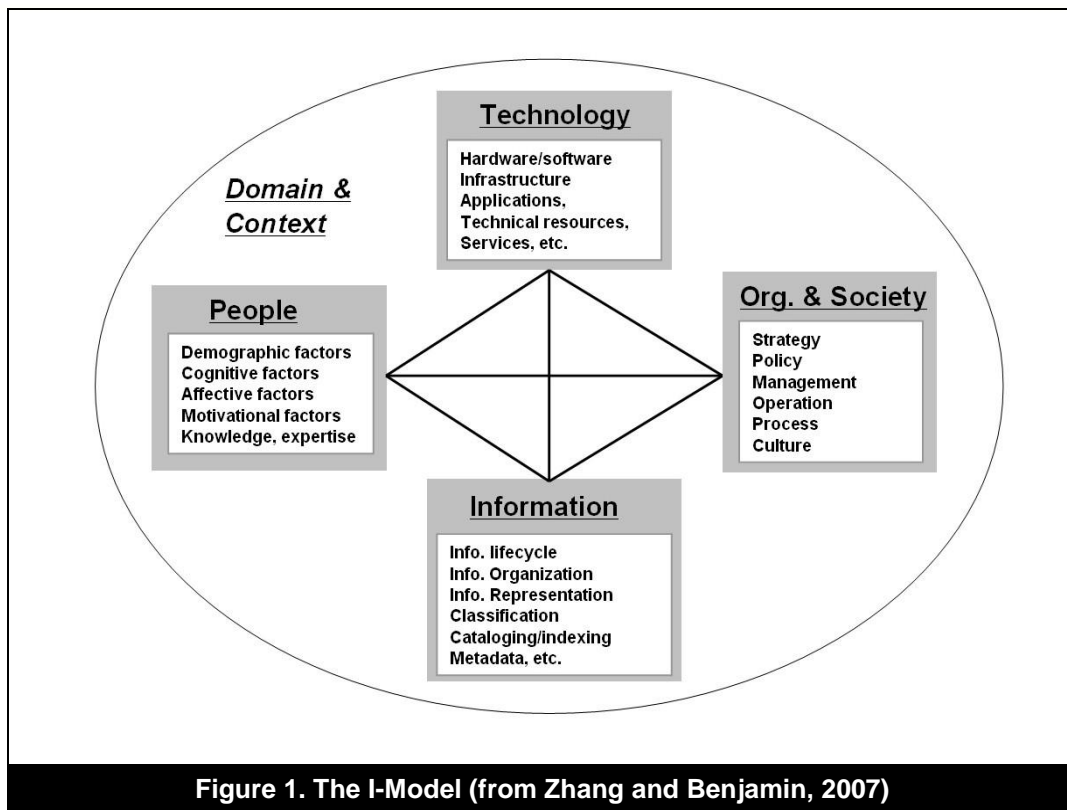 Technology
Hardware/software
Infrastructure
Applications,
Technical resources,
Services, etc.
Domain &
Context
People
Demographic factors
Cognitive factors
Affective factors
Motivational factors
Knowledge, expertise
Org. & Society
Strategy
Policy
Management
Operation
Process
Culture
Information
Info. lifecycle
Info. Organization
Info. Representation
Classification
Cataloging/indexing
Metadata, etc.
Figure 1. The I-Model (from Zhang and Benjamin, 2007)